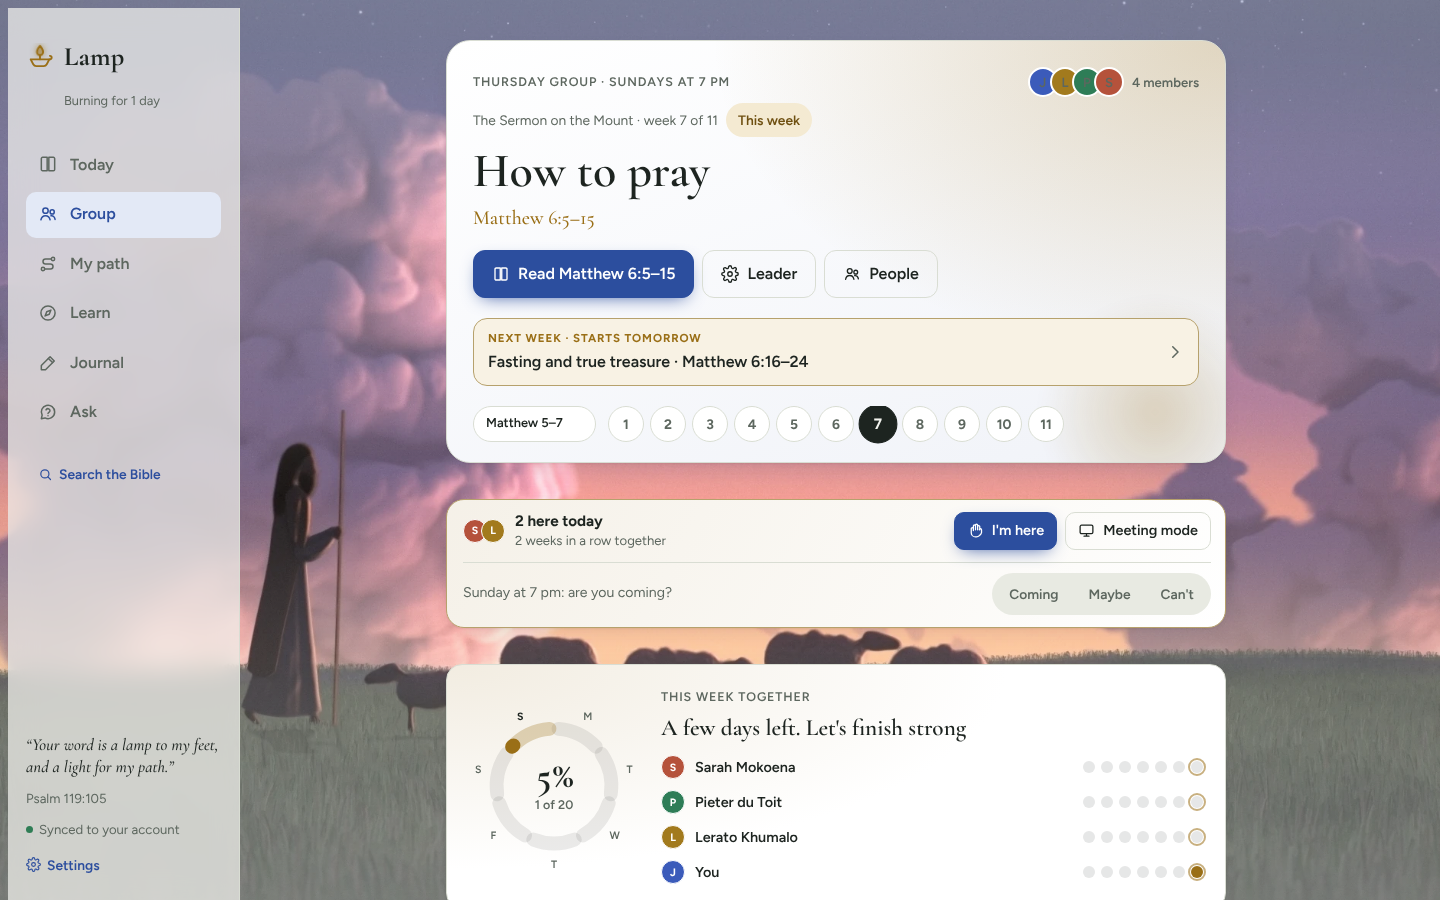 Lamp
Burning for 1 day
Today
Group
My path
Learn
Journal
Ask
Search the Bible
“Your word is a lamp to my feet,
and a light for my path.”
Psalm 119:105
Synced to your account
Settings
THURSDAY GROUP · SUNDAYS AT 7 PM
L S 4 members
The Sermon on the Mount · week 7 of 11 This week
How to pray
Matthew 6:5–15
Read Matthew 6:5–15 Leader People
NEXT WEEK · STARTS TOMORROW
Fasting and true treasure · Matthew 6:16–24
Matthew 5–7 1 2 3 4 5 6 7 8 9 10 11
S L 2 here today
2 weeks in a row together
I'm here Meeting mode
Sunday at 7 pm: are you coming? Coming Maybe Can't
THIS WEEK TOGETHER
A few days left. Let's finish strong
S M T W T F S
5%
1 of 20
S Sarah Mokoena
P Pieter du Toit
L Lerato Khumalo
J You